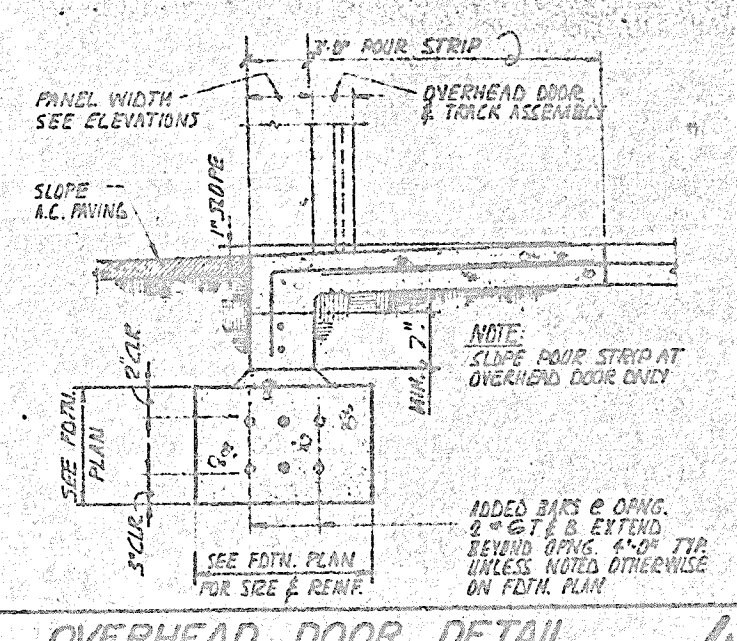 3'-0" POUR STRIP
PANEL WIDTH
SEE ELEVATIONS
OVERHEAD DOOR
& TRACK ASSEMBLY
1" SLOPE
SLOPE
A.C. PAVING
NOTE:
SLOPE POUR STRIP AT
OVERHEAD DOOR ONLY
MIN. 7"
2" CLR
SEE FDTN.
PLAN
3" CLR.
SEE FDTN. PLAN
FOR SIZE & REINF.
ADDED BARS @ OPNG.
2 # 6 T & B EXTEND
BEYOND OPNG. 4'-0" TYP.
UNLESS NOTED OTHERWISE
ON FDTN. PLAN
OVERHEAD DOOR DETAIL